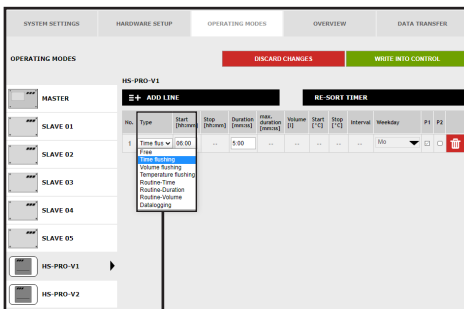 SYSTEM SETTINGS HARDWARE SETUP OPERATING MODES OVERVIEW DATA TRANSFER
OPERATING MODES DISCARD CHANGES WRITE INTO CONTROL
HS-PRO-V1
MASTER
SLAVE 01
SLAVE 02
SLAVE 03
SLAVE 04
SLAVE 05
HS-PRO-V1
HS-PRO-V2
ADD LINE RE-SORT TIMER
No. Type Start [hh:mm] Stop [hh:mm] Duration [mm:ss] max. duration [mm:ss] Volume [l] Start [°C] Stop [°C] Interval Weekday P1 P2
1 Time flus 06:00 -- 5:00 -- -- -- -- -- Mo
Free
Time flushing
Volume flushing
Temperature flushing
Routine-Time
Routine-Duration
Routine-Volume
Datalogging